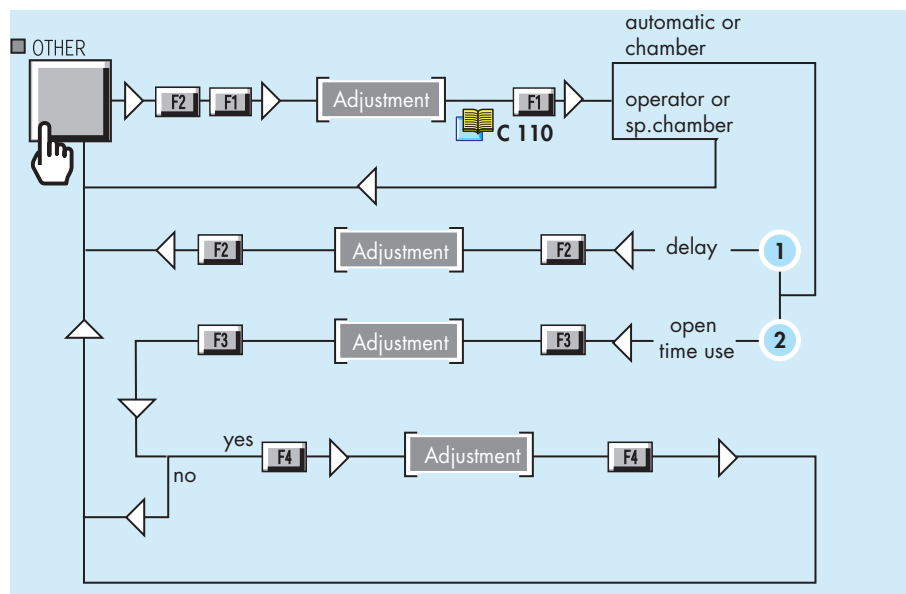 automatic or
chamber
OTHER
F2 F1 Adjustment F1
operator or
sp.chamber
C 110
F2 Adjustment F2 delay 1
F3 Adjustment F3 open
time use 2
yes F4 Adjustment F4
no